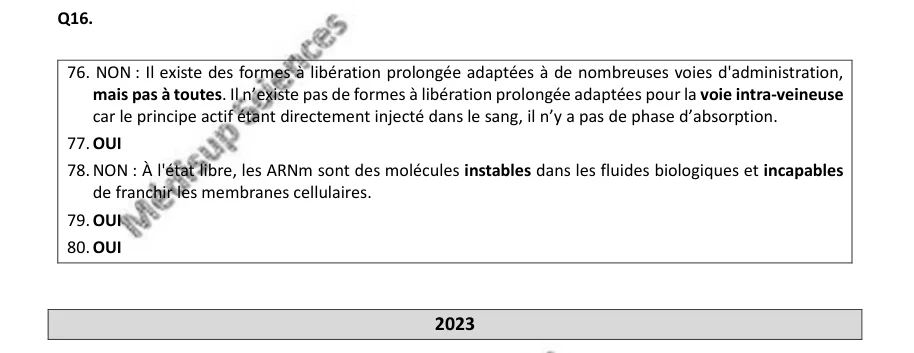 Q16.
76. NON : Il existe des formes à libération prolongée adaptées à de nombreuses voies d'administration,
mais pas à toutes. Il n'existe pas de formes à libération prolongée adaptées pour la voie intra-veineuse
car le principe actif étant directement injecté dans le sang, il n'y a pas de phase d'absorption.
77. OUI
78. NON : À l'état libre, les ARNm sont des molécules instables dans les fluides biologiques et incapables
de franchir les membranes cellulaires.
79. OUI
80. OUI
Médisup Sciences
2023